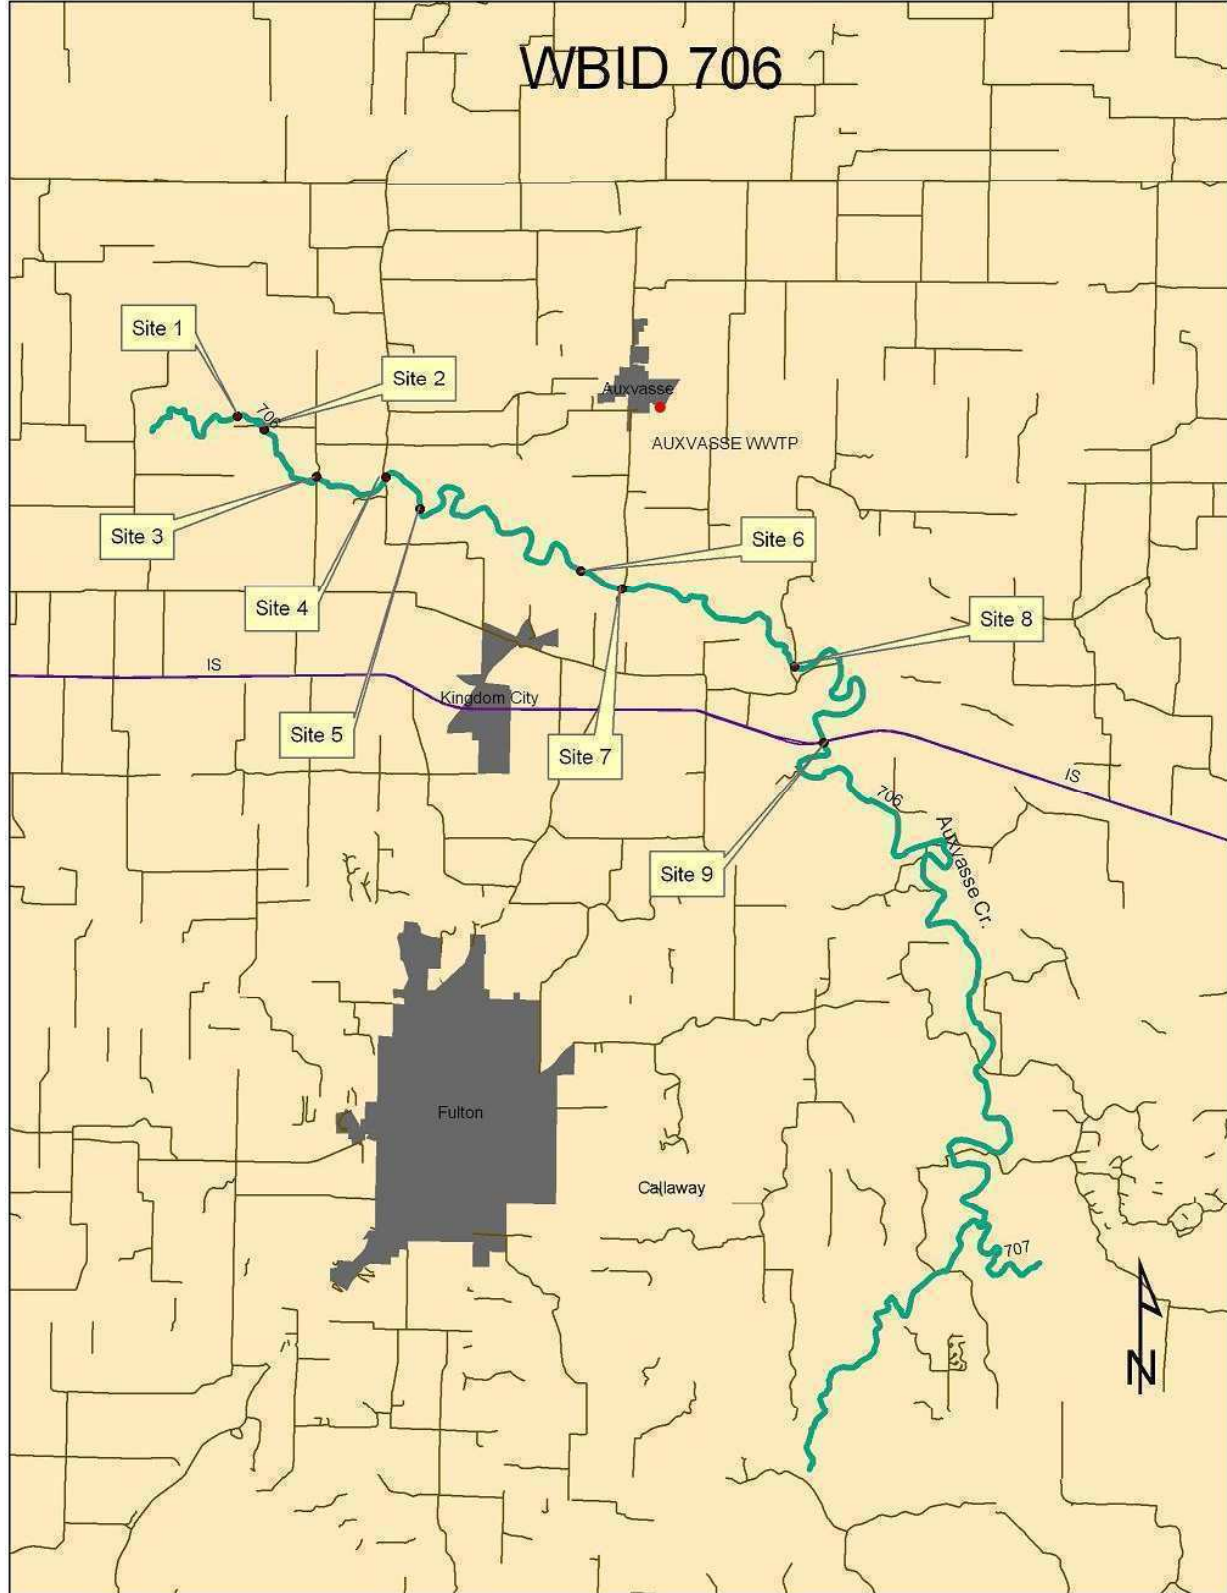 WBID 706
Site 1
Site 2
706
Auxvasse
AUXVASSE WWTP
Site 3
Site 6
Site 4
Site 8
IS
Kingdom City
Site 5
Site 7
IS
706
Auxvasse Cr.
Site 9
Fulton
Callaway
707
N